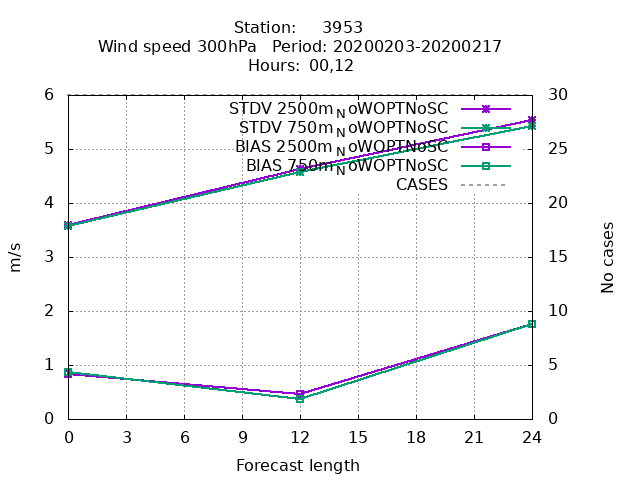 Station: 3953
Wind speed 300hPa Period: 20200203-20200217
Hours: 00,12
STDV 2500m_NoWOPTNoSC
STDV 750m_NoWOPTNoSC
BIAS 2500m_NoWOPTNoSC
BIAS 750m_NoWOPTNoSC
CASES
6
5
4
3
2
1
0
m/s
30
25
20
15
10
5
0
No cases
0 3 6 9 12 15 18 21 24
Forecast length